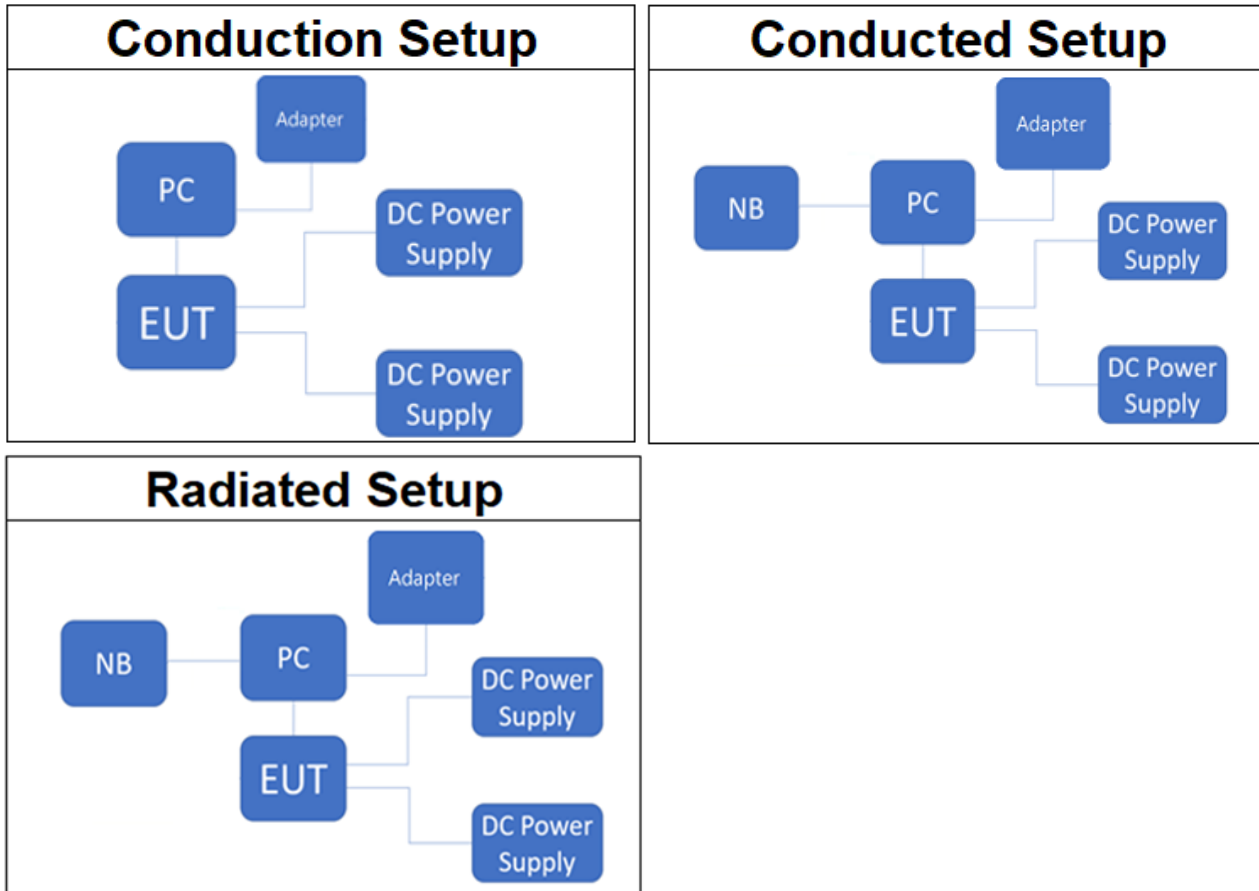 Conduction Setup
Adapter
PC
DC Power
Supply
EUT
DC Power
Supply
Conducted Setup
Adapter
NB
PC
DC Power
Supply
EUT
DC Power
Supply
Radiated Setup
Adapter
NB
PC
DC Power
Supply
EUT
DC Power
Supply